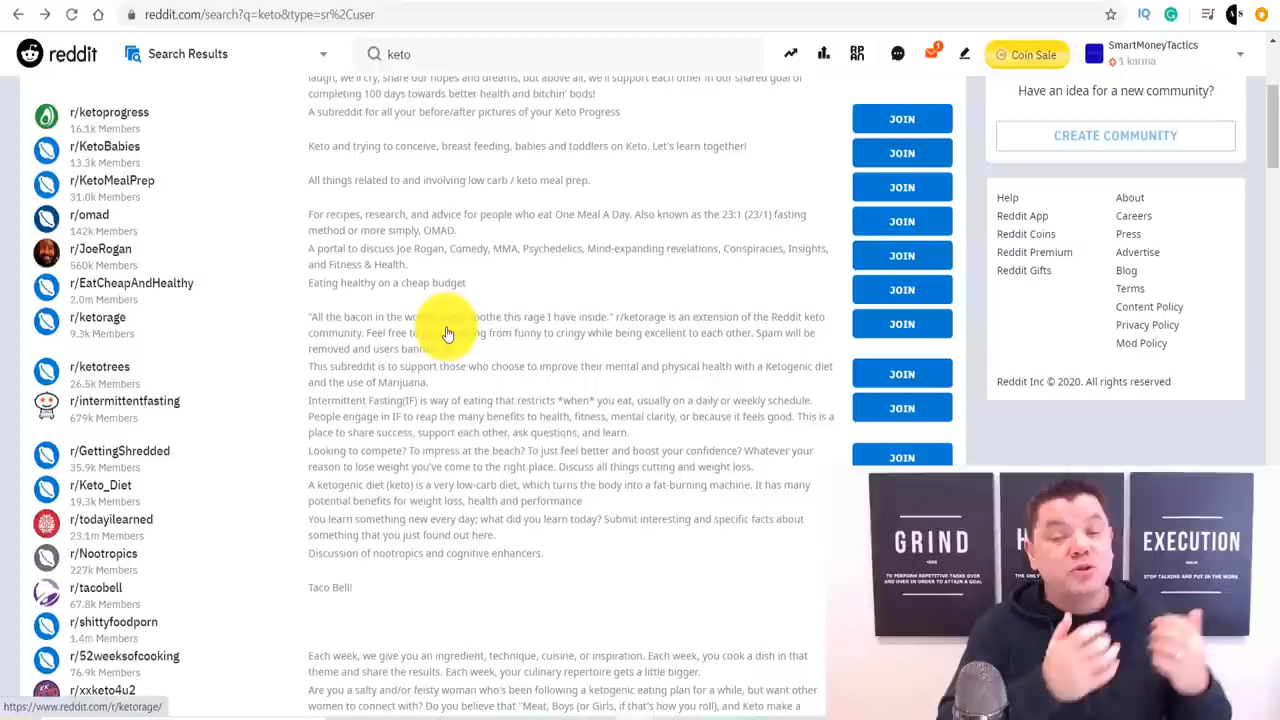 reddit.com/search?q=keto&type=sr%2Cuser
reddit
Search Results
keto
1
Coin Sale
SmartMoneyTactics
1 karma
laugh, we'll cry, share our hopes and dreams, but above all, we'll support each other in our shared goal of
completing 100 days towards better health and bitchin' bods!
r/ketoprogress
16.1k Members
A subreddit for all your before/after pictures of your Keto Progress
JOIN
r/KetoBabies
13.3k Members
Keto and trying to conceive, breast feeding, babies and toddlers on Keto. Let's learn together!
JOIN
r/KetoMealPrep
31.0k Members
All things related to and involving low carb / keto meal prep.
JOIN
r/omad
142k Members
For recipes, research, and advice for people who eat One Meal A Day. Also known as the 23:1 (23/1) fasting
method or more simply, OMAD.
JOIN
r/JoeRogan
560k Members
A portal to discuss Joe Rogan, Comedy, MMA, Psychedelics, Mind-expanding revelations, Conspiracies, Insights,
and Fitness & Health.
JOIN
r/EatCheapAndHealthy
2.0m Members
Eating healthy on a cheap budget
JOIN
r/ketorage
9.3k Members
"All the bacon in the soothe this rage I have inside." r/ketorage is an extension of the Reddit keto
community. Feel free to from funny to cringy while being excellent to each other. Spam will be
removed and users
JOIN
r/ketotrees
26.5k Members
This subreddit is to support those who choose to improve their mental and physical health with a Ketogenic diet
and the use of Marijuana.
JOIN
r/intermittentfasting
679k Members
Intermittent Fasting(IF) is way of eating that restricts *when* you eat, usually on a daily or weekly schedule.
People engage in IF to reap the many benefits to health, fitness, mental clarity, or because it feels good. This is a
place to share success, support each other, ask questions, and learn.
JOIN
r/GettingShredded
35.9k Members
Looking to compete? To impress at the beach? To just feel better and boost your confidence? Whatever your
reason to lose weight you've come to the right place. Discuss all things cutting and weight loss.
JOIN
r/Keto_Diet
19.3k Members
A ketogenic diet (keto) is a very low-carb diet, which turns the body into a fat-burning machine. It has many
potential benefits for weight loss, health and performance
r/todayilearned
23.1m Members
You learn something new every day; what did you learn today? Submit interesting and specific facts about
something that you just found out here.
r/Nootropics
227k Members
Discussion of nootropics and cognitive enhancers.
r/tacobell
67.8k Members
Taco Bell!
r/shittyfoodporn
1.4m Members
r/52weeksofcooking
76.9k Members
Each week, we give you an ingredient, technique, cuisine, or inspiration. Each week, you cook a dish in that
theme and share the results. Each week, your culinary repertoire gets a little bigger.
r/xxketo4u2
Are you a salty and/or feisty woman who's been following a ketogenic eating plan for a while, but want other
women to connect with? Do you believe that "Meat, Boys (or Girls, if that's how you roll), and Keto make a
https://www.reddit.com/r/ketorage/
Have an idea for a new community?
CREATE COMMUNITY
Help
Reddit App
Reddit Coins
Reddit Premium
Reddit Gifts
About
Careers
Press
Advertise
Blog
Terms
Content Policy
Privacy Policy
Mod Policy
Reddit Inc © 2020. All rights reserved
GRIND
VERB
TO PERFORM REPETITIVE TASKS OVER
AND OVER IN ORDER TO ATTAIN A GOAL
H
THE ONLY
EXECUTION
STOP TALKING AND PUT IN THE WORK